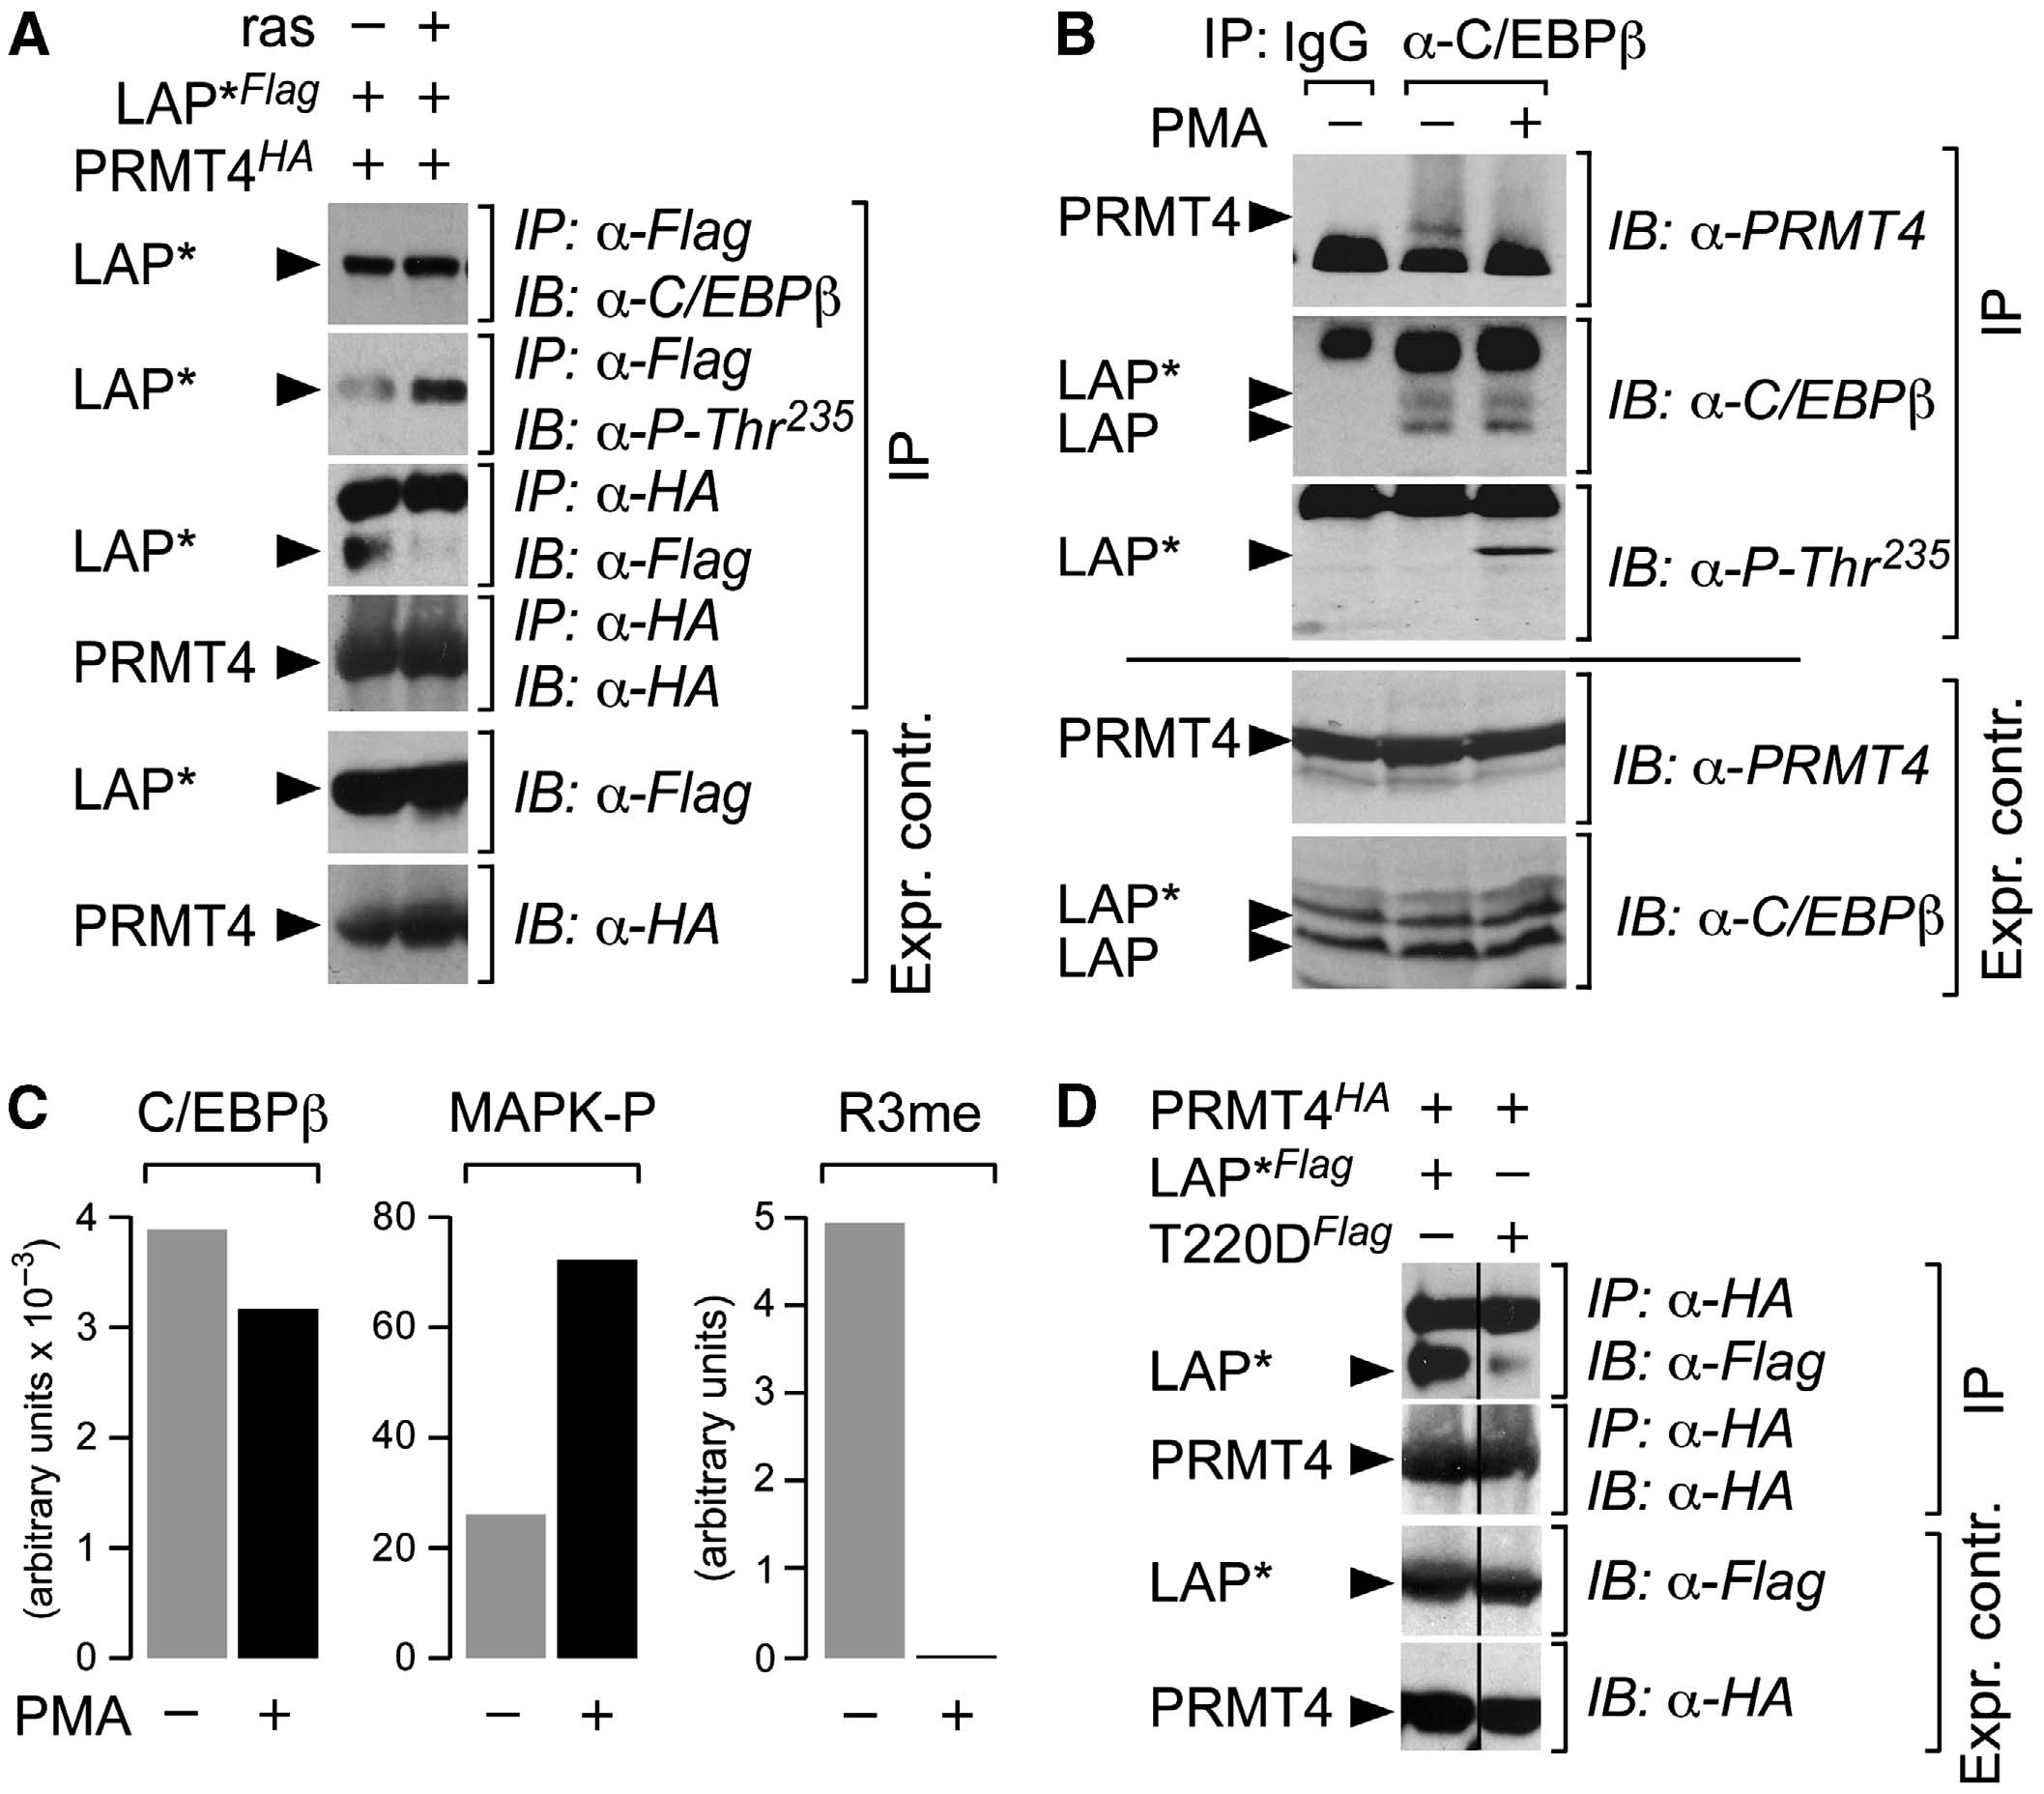 A
ras − +
LAP*Flag + +
PRMT4HA + +
LAP*
IP: α-Flag
IB: α-C/EBPβ
LAP*
IP: α-Flag
IB: α-P-Thr235
LAP*
IP: α-HA
IB: α-Flag
PRMT4
IP: α-HA
IB: α-HA
IP
LAP*
IB: α-Flag
PRMT4
IB: α-HA
Expr. contr.
B
IP: IgG α-C/EBPβ
PMA − − +
PRMT4
IB: α-PRMT4
LAP*
LAP
IB: α-C/EBPβ
LAP*
IB: α-P-Thr235
IP
PRMT4
IB: α-PRMT4
LAP*
LAP
IB: α-C/EBPβ
Expr. contr.
C
C/EBPβ
(arbitrary units x 10−3)
4
3
2
1
0
MAPK-P
80
60
40
20
0
R3me
(arbitrary units)
5
4
3
2
1
0
PMA − + − + − +
D
PRMT4HA + +
LAP*Flag + −
T220DFlag − +
LAP*
IP: α-HA
IB: α-Flag
PRMT4
IP: α-HA
IB: α-HA
IP
LAP*
IB: α-Flag
PRMT4
IB: α-HA
Expr. contr.